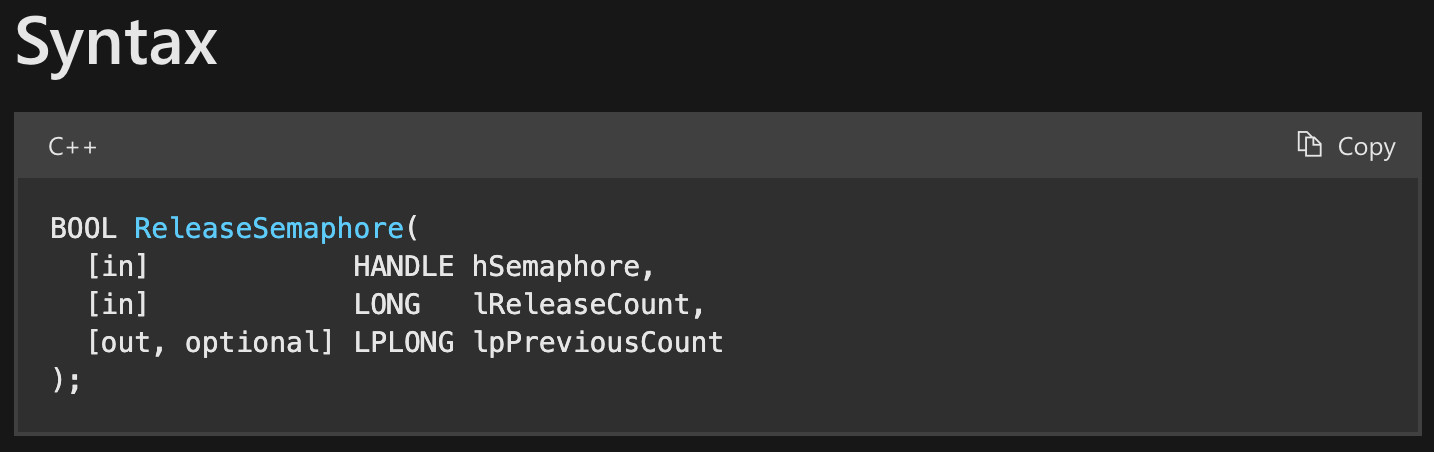 Syntax
C++
Copy
BOOL ReleaseSemaphore(
  [in]            HANDLE hSemaphore,
  [in]            LONG   lReleaseCount,
  [out, optional] LPLONG lpPreviousCount
);